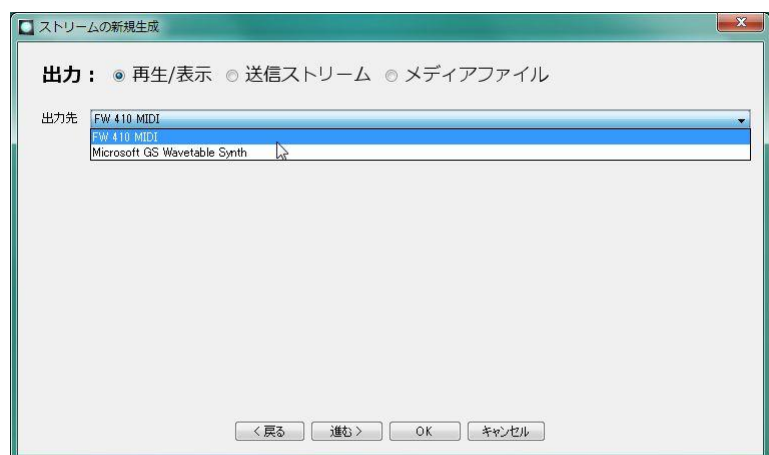 ストリームの新規生成
出力： 再生/表示 送信ストリーム メディアファイル
出力先 FW 410 MIDI
FW 410 MIDI
Microsoft GS Wavetable Synth
< 戻る 進む > OK キャンセル